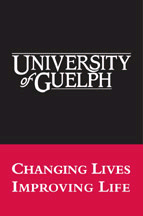 UNIVERSITY
of GUELPH
CHANGING LIVES
IMPROVING LIFE